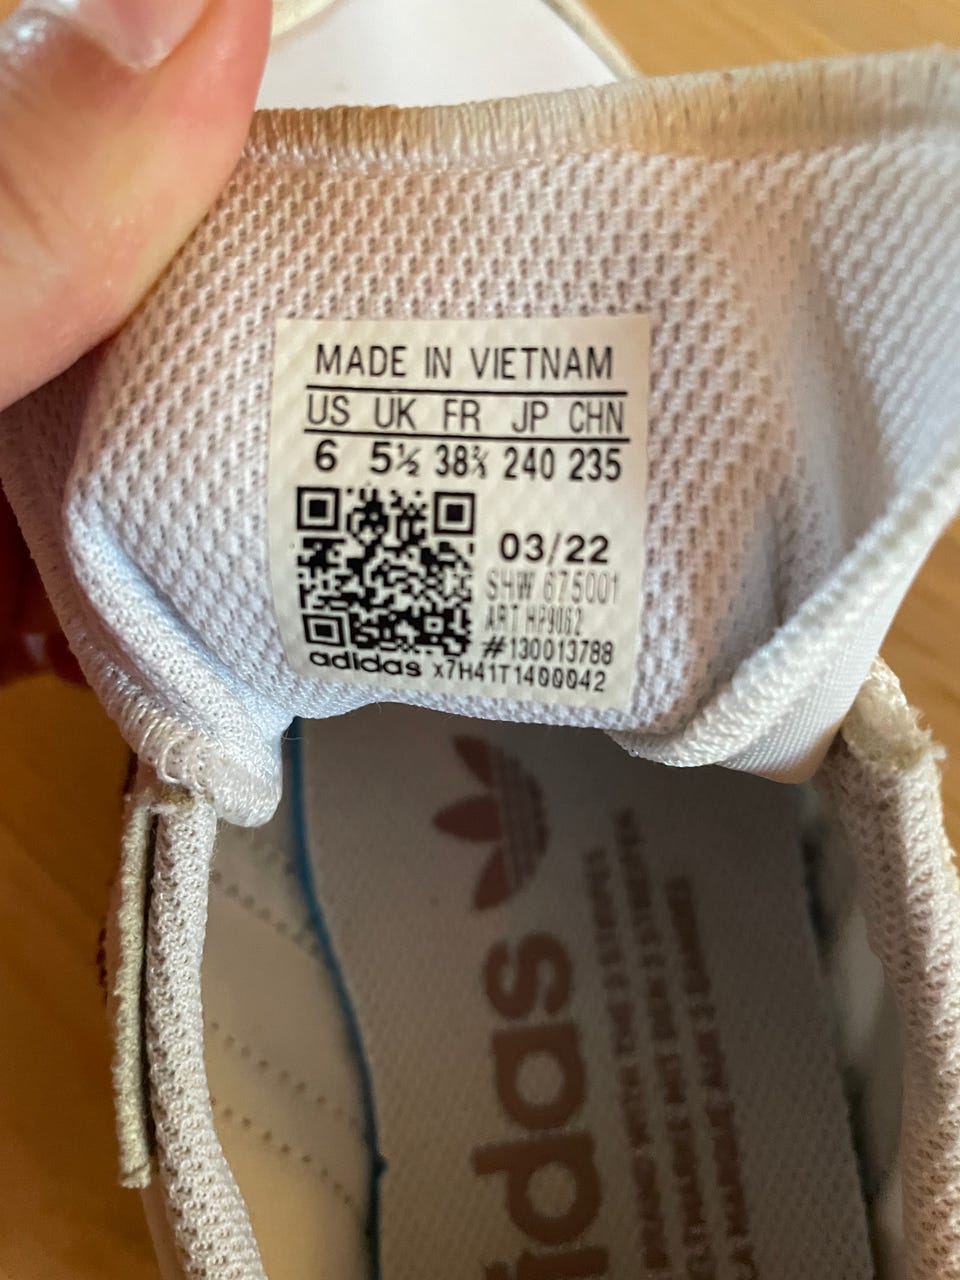 MADE IN VIETNAM
US UK FR JP CHN
6 5½ 38⅔ 240 235
03/22
SHW 675001
ART HP9062
#130013788
adidas x7H41T1400042
adidas